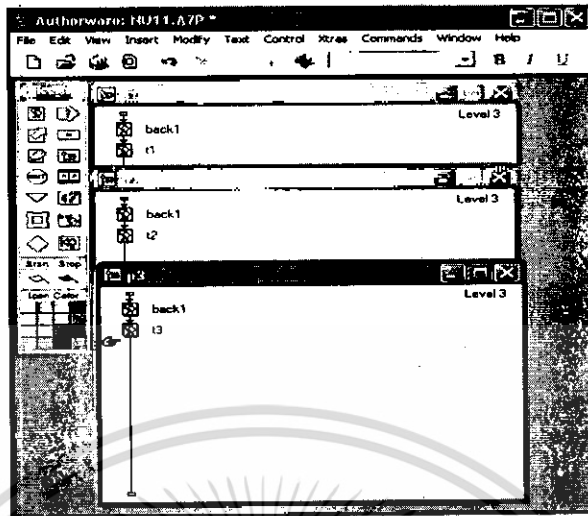 Authorware: NU11.A7P *
File Edit View Insert Modify Text Control Xtras Commands Window Help
B I U
Level 3
back1
t1
Level 3
back1
t2
p3
Level 3
back1
t3
Start Stop
Icon Color